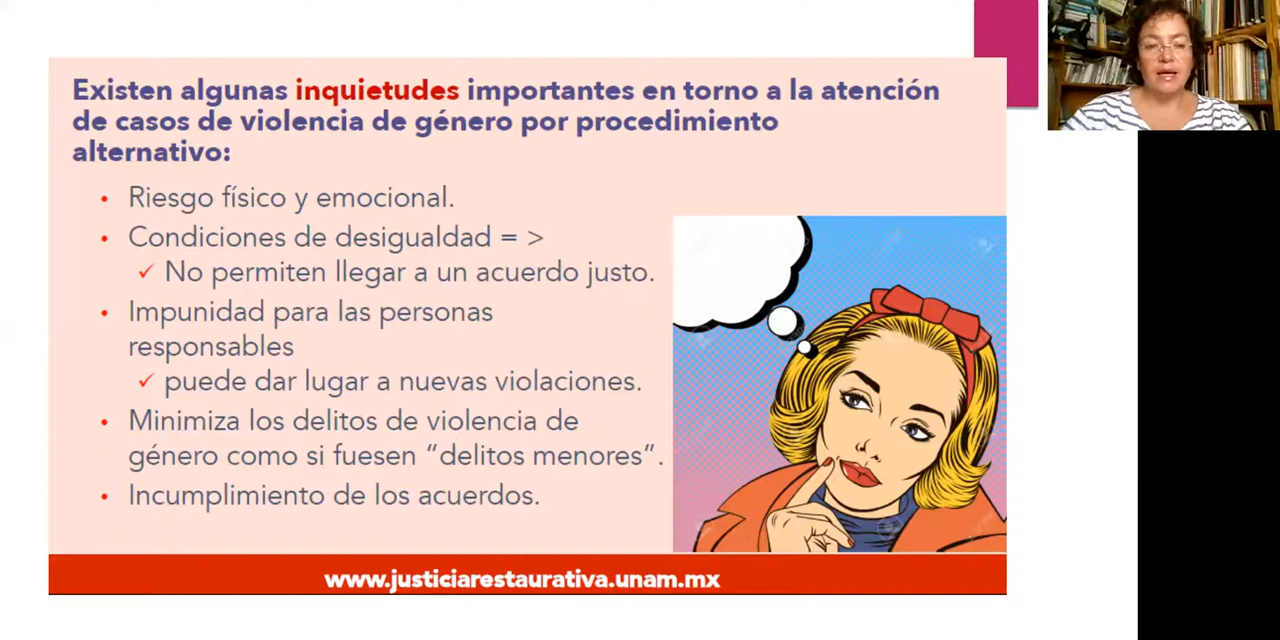 Existen algunas inquietudes importantes en torno a la atención
de casos de violencia de género por procedimiento
alternativo:
• Riesgo físico y emocional.
• Condiciones de desigualdad = >
✓ No permiten llegar a un acuerdo justo.
• Impunidad para las personas
responsables
✓ puede dar lugar a nuevas violaciones.
• Minimiza los delitos de violencia de
género como si fuesen “delitos menores”.
• Incumplimiento de los acuerdos.
www.justiciarestaurativa.unam.mx